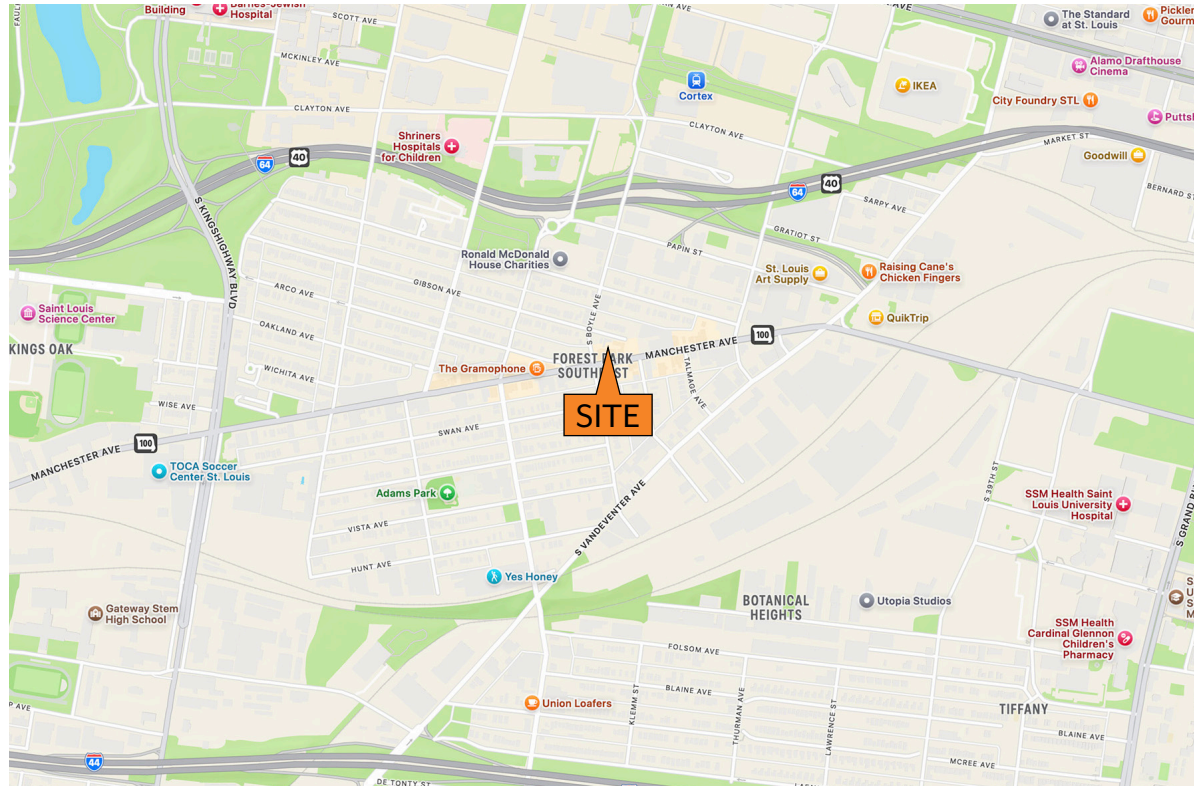 Building
Barnes-Jewish
Hospital
SCOTT AVE
AVE
The Standard
at St. Louis
Pickler
Gourm
MCKINLEY AVE
Alamo Drafthouse
Cinema
Cortex
IKEA
City Foundry STL
CLAYTON AVE
Puttsh
CLAYTON AVE
Shriners
Hospitals
for Children
MARKET ST
Goodwill
64
40
64
40
BERNARD ST
S KINGSHIGHWAY BLVD
SARPY AVE
GRATIOT ST
PAPIN ST
Ronald McDonald
House Charities
St. Louis
Art Supply
Raising Cane's
Chicken Fingers
ARCO AVE
GIBSON AVE
S BOYLE AVE
Saint Louis
Science Center
QuikTrip
OAKLAND AVE
KINGS OAK
MANCHESTER AVE
100
The Gramophone
FOREST PARK
SOUTHEAST
TALMAGE AVE
WICHITA AVE
SITE
WISE AVE
SWAN AVE
100
MANCHESTER AVE
TOCA Soccer
Center St. Louis
S 39TH ST
Adams Park
SSM Health Saint
Louis University
Hospital
S VANDEVENTER AVE
VISTA AVE
HUNT AVE
Yes Honey
BOTANICAL
HEIGHTS
Utopia Studios
Gateway Stem
High School
SSM Health
Cardinal Glennon
Children's
Pharmacy
FOLSOM AVE
BLAINE AVE
KLEMM ST
THURMAN AVE
LAWRENCE ST
Union Loafers
TIFFANY
P AVE
BLAINE AVE
44
MCREE AVE
DE TONTY ST